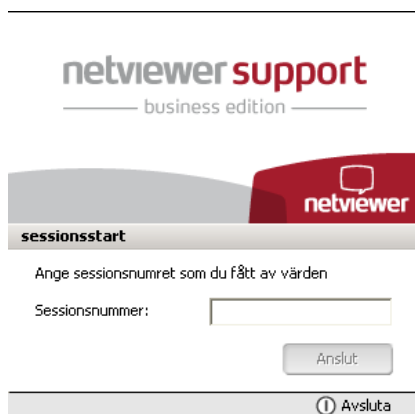 netviewer support
business edition
netviewer
sessionsstart
Ange sessionsnumret som du fått av värden
Sessionsnummer:
Anslut
Avsluta